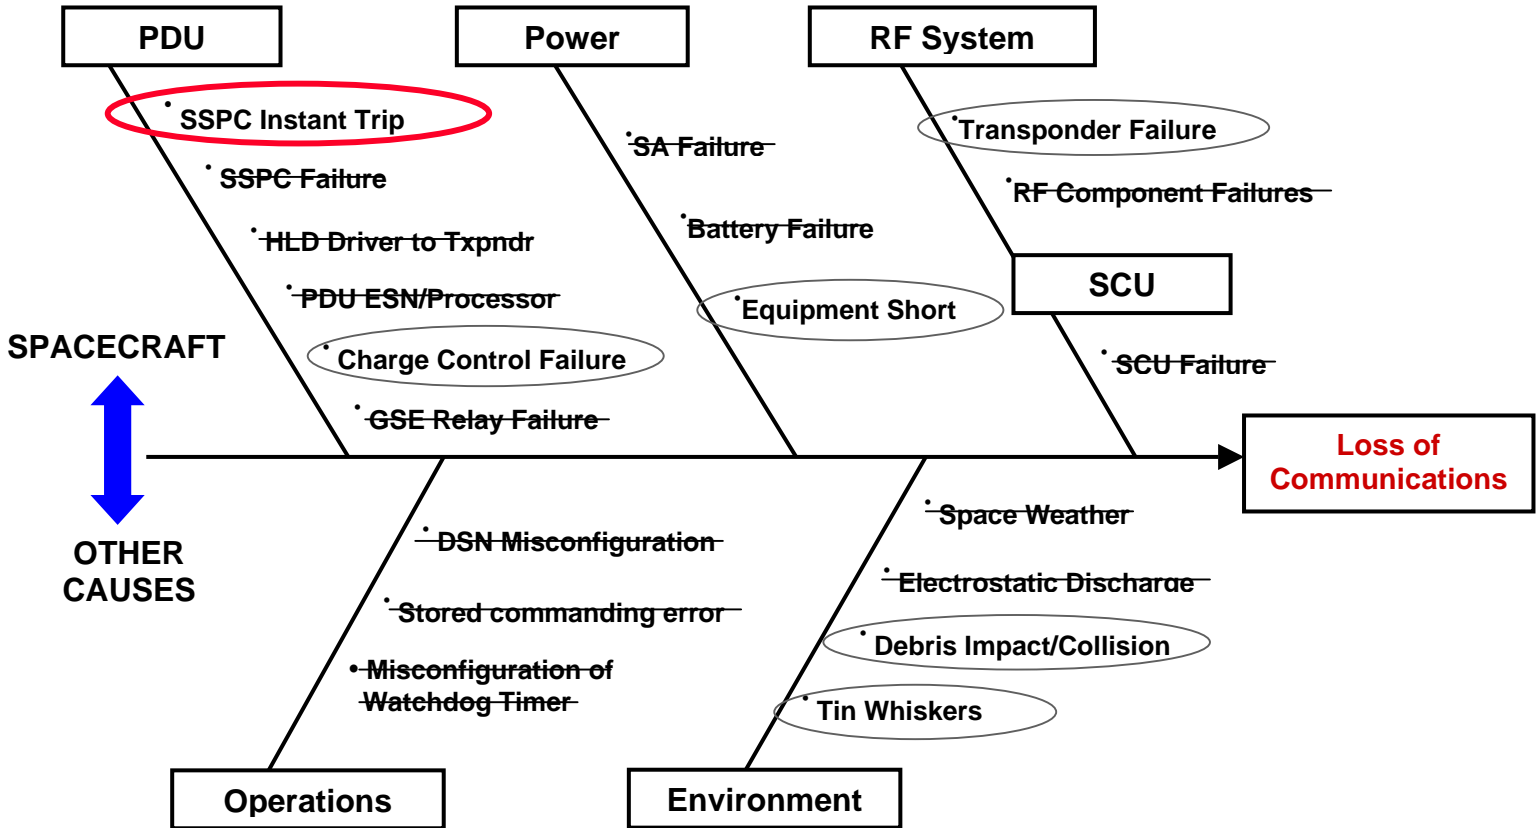 PDU
Power
RF System
• SSPC Instant Trip
• SSPC Failure
• HLD Driver to Txpndr
• PDU ESN/Processor
• Charge Control Failure
• GSE Relay Failure
• SA Failure
• Battery Failure
• Equipment Short
• Transponder Failure
• RF Component Failures
SCU
• SCU Failure
SPACECRAFT
OTHER
CAUSES
Loss of
Communications
• DSN Misconfiguration
• Stored commanding error
• Misconfiguration of
Watchdog Timer
• Space Weather
• Electrostatic Discharge
• Debris Impact/Collision
• Tin Whiskers
Operations
Environment